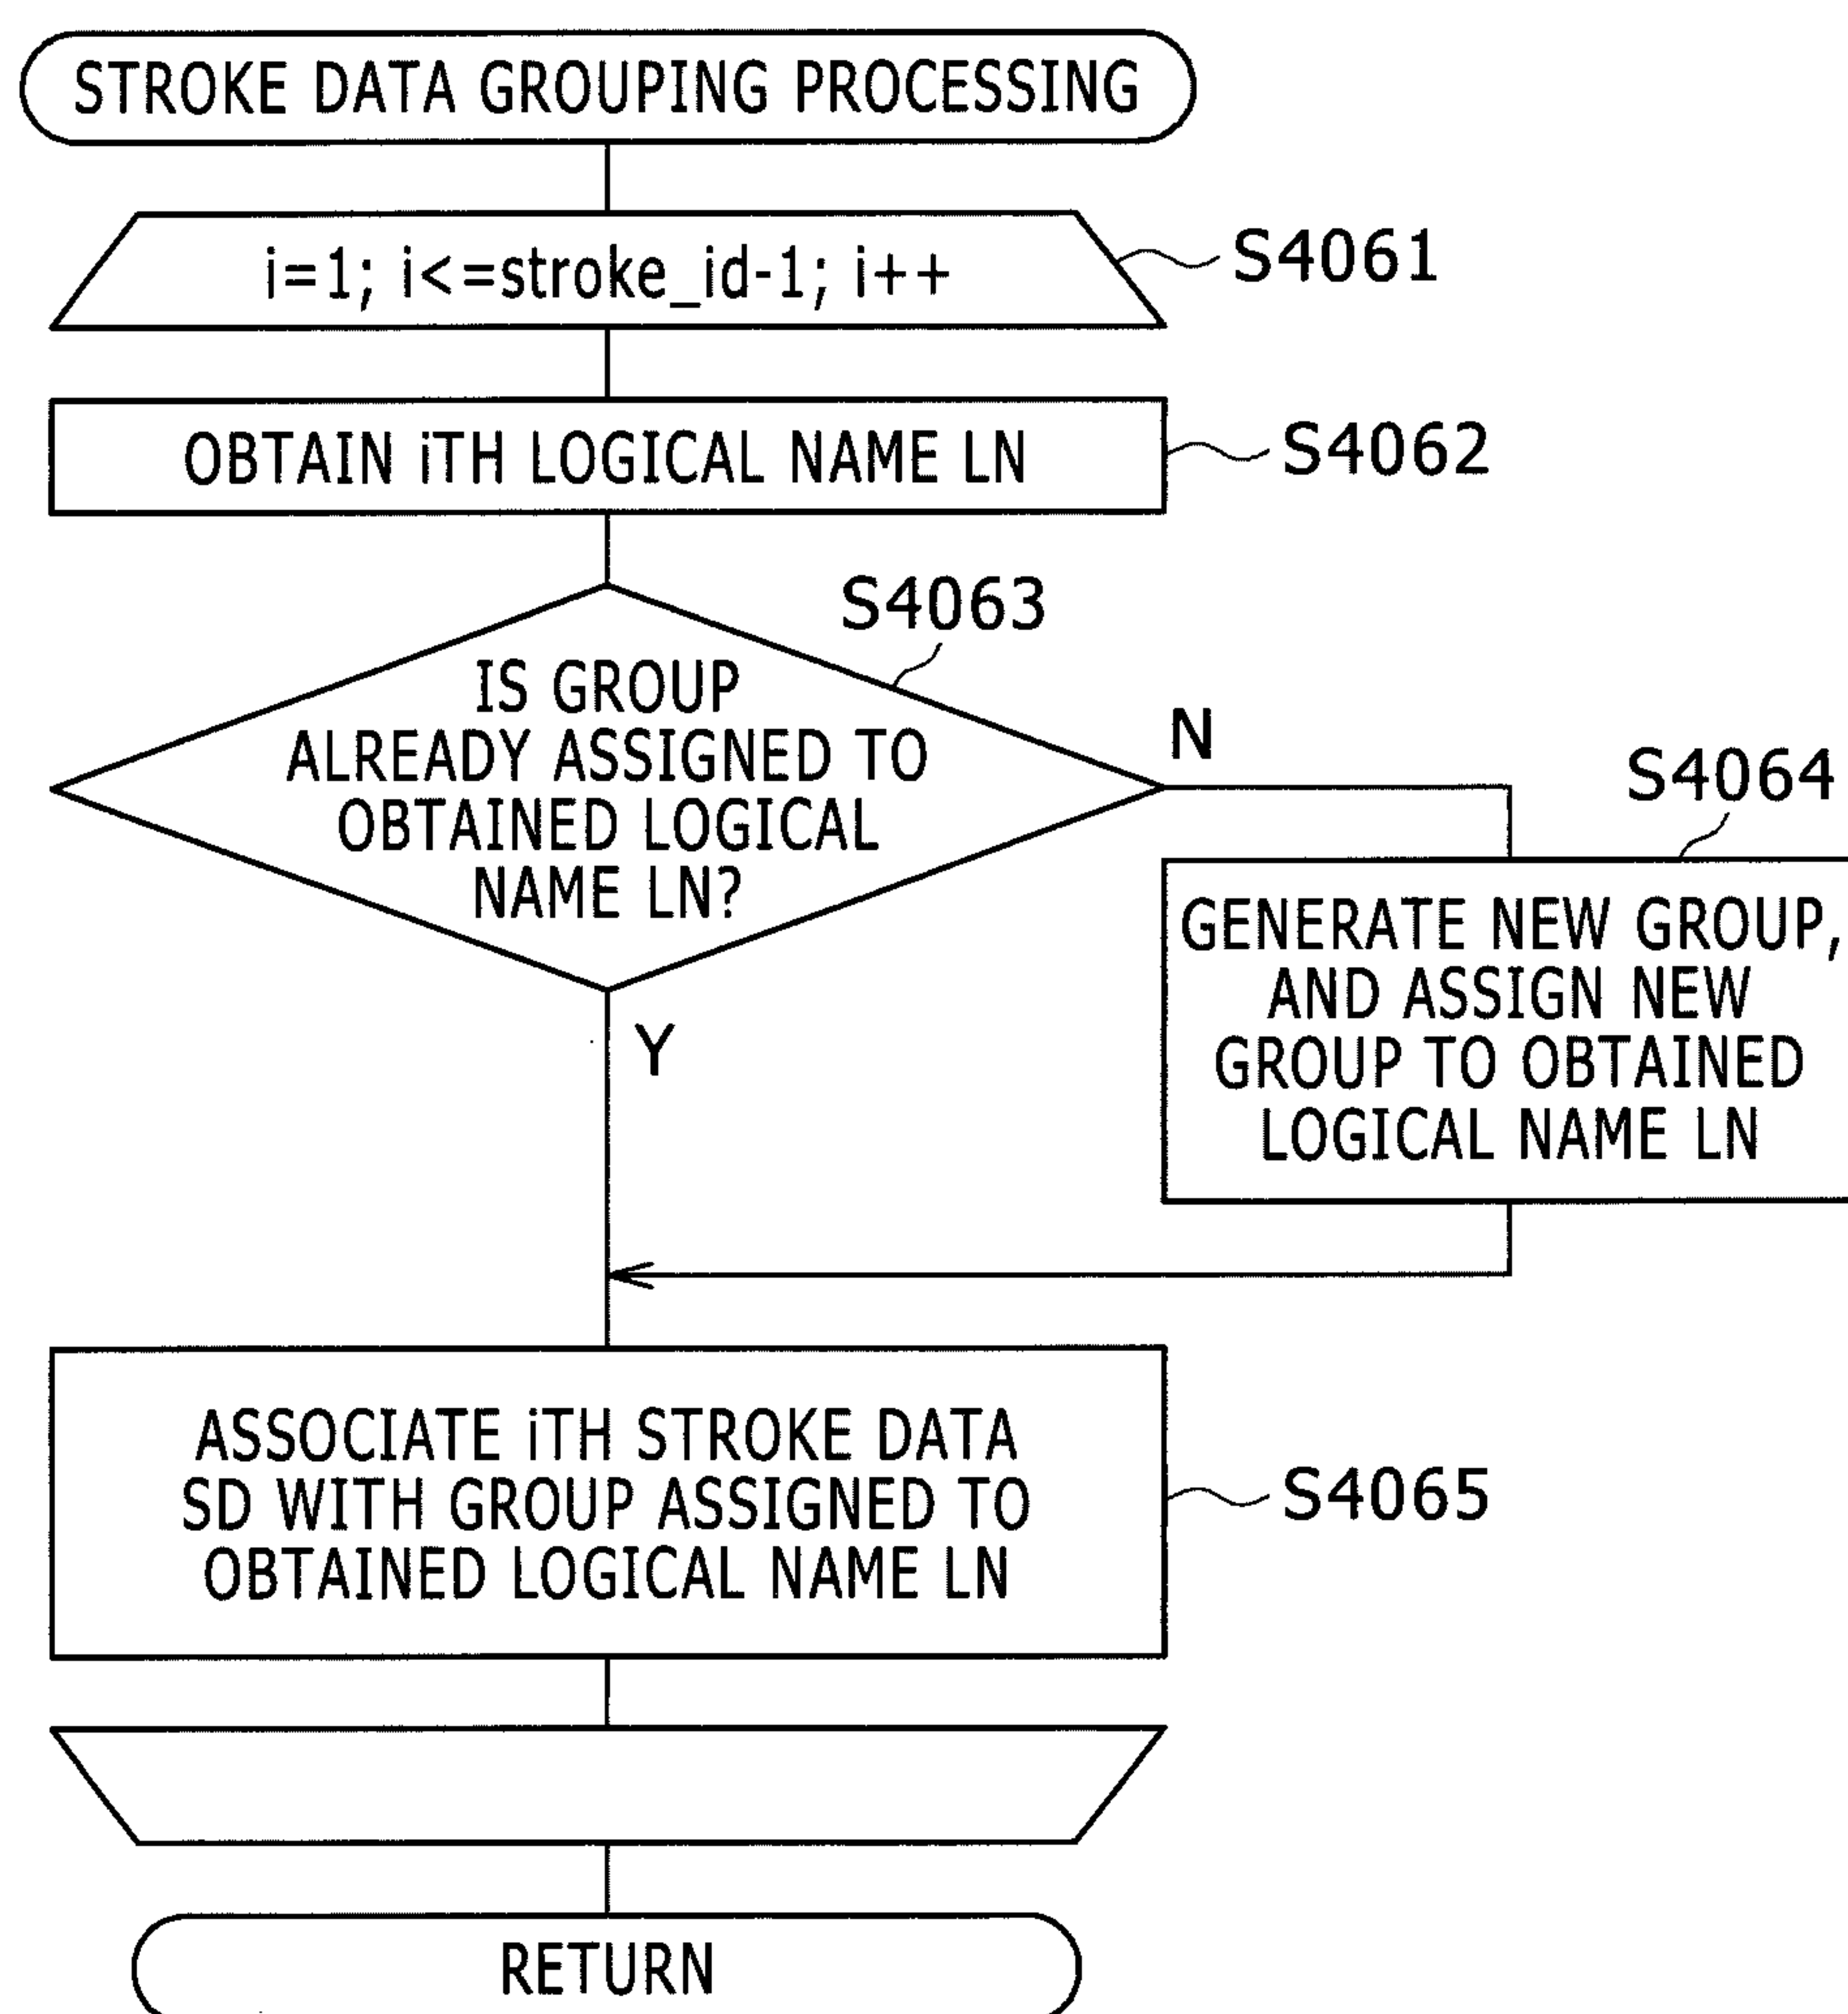 STROKE DATA GROUPING PROCESSING
i=1; i<=stroke_id-1; i++
S4061
OBTAIN iTH LOGICAL NAME LN
S4062
S4063
IS GROUP
ALREADY ASSIGNED TO
OBTAINED LOGICAL
NAME LN?
N
Y
S4064
GENERATE NEW GROUP,
AND ASSIGN NEW
GROUP TO OBTAINED
LOGICAL NAME LN
ASSOCIATE iTH STROKE DATA
SD WITH GROUP ASSIGNED TO
OBTAINED LOGICAL NAME LN
S4065
RETURN